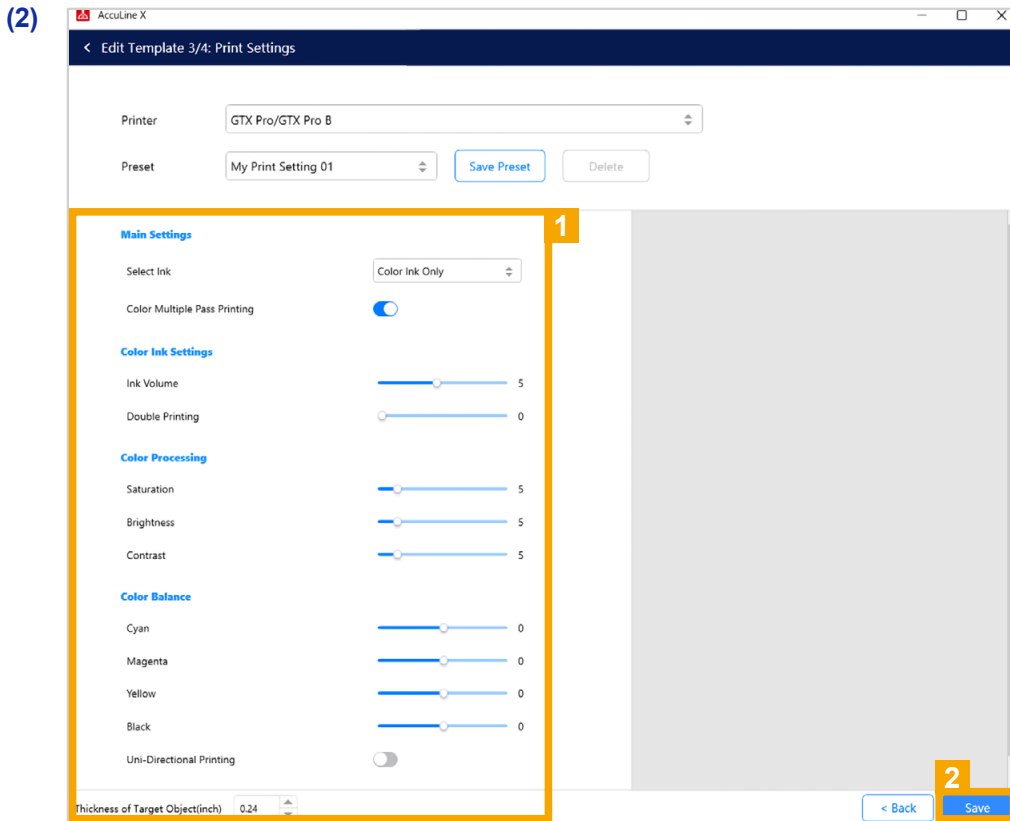 (2)
AccuLine X
< Edit Template 3/4: Print Settings
Printer GTX Pro/GTX Pro B
Preset My Print Setting 01 Save Preset Delete
1
Main Settings
Select Ink Color Ink Only
Color Multiple Pass Printing
Color Ink Settings
Ink Volume 5
Double Printing 0
Color Processing
Saturation 5
Brightness 5
Contrast 5
Color Balance
Cyan 0
Magenta 0
Yellow 0
Black 0
Uni-Directional Printing
2
Thickness of Target Object(inch) 0.24 < Back Save